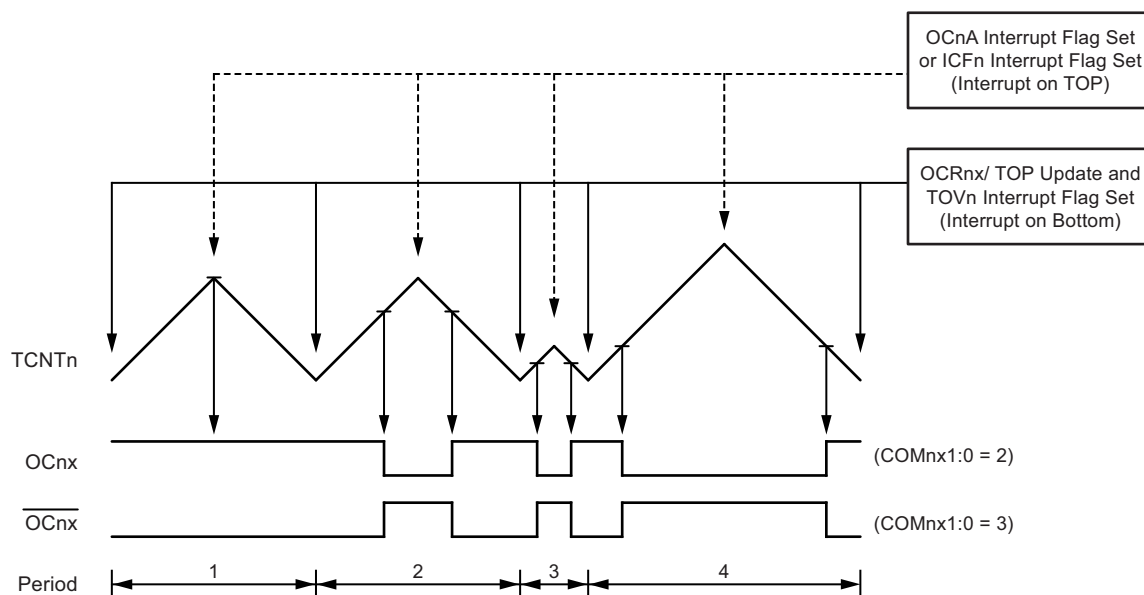 OCnA Interrupt Flag Set
or ICFn Interrupt Flag Set
(Interrupt on TOP)
OCRnx/ TOP Update and
TOVn Interrupt Flag Set
(Interrupt on Bottom)
TCNTn
OCnx
(COMnx1:0 = 2)
OCnx
(COMnx1:0 = 3)
Period
1
2
3
4